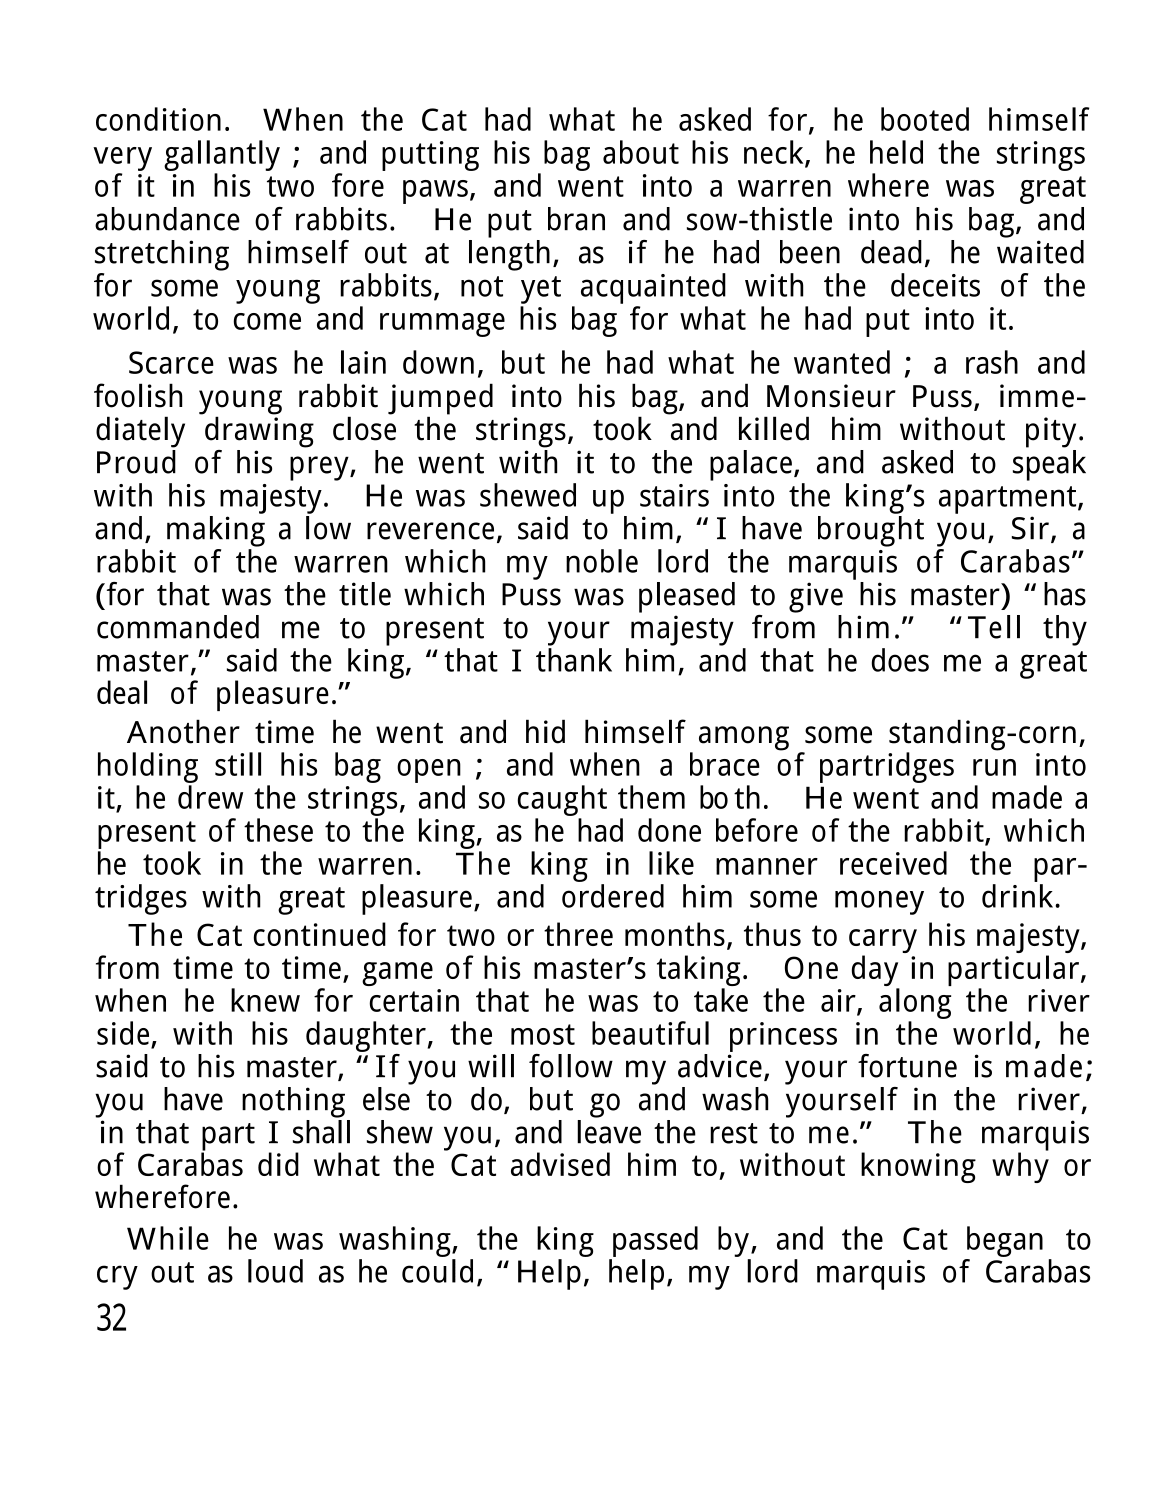 condition. When the Cat had what he asked for, he booted himself
very gallantly ; and putting his bag about his neck, he held the strings
of it in his two fore paws, and went into a warren where was great
abundance of rabbits. He put bran and sow-thistle into his bag, and
stretching himself out at length, as if he had been dead, he waited
for some young rabbits, not yet acquainted with the deceits of the
world, to come and rummage his bag for what he had put into it.
Scarce was he lain down, but he had what he wanted ; a rash and
foolish young rabbit jumped into his bag, and Monsieur Puss, imme-
diately drawing close the strings, took and killed him without pity.
Proud of his prey, he went with it to the palace, and asked to speak
with his majesty. He was shewed up stairs into the king’s apartment,
and, making a low reverence, said to him, “ I have brought you, Sir, a
rabbit of the warren which my noble lord the marquis of Carabas”
(for that was the title which Puss was pleased to give his master) “ has
commanded me to present to your majesty from him.” “ Tell thy
master,” said the king, “ that I thank him, and that he does me a great
deal of pleasure.”
Another time he went and hid himself among some standing-corn,
holding still his bag open ; and when a brace of partridges run into
it, he drew the strings, and so caught them both. He went and made a
present of these to the king, as he had done before of the rabbit, which
he took in the warren. The king in like manner received the par-
tridges with great pleasure, and ordered him some money to drink.
The Cat continued for two or three months, thus to carry his majesty,
from time to time, game of his master’s taking. One day in particular,
when he knew for certain that he was to take the air, along the river
side, with his daughter, the most beautiful princess in the world, he
said to his master, “ If you will follow my advice, your fortune is made;
you have nothing else to do, but go and wash yourself in the river,
in that part I shall shew you, and leave the rest to me.” The marquis
of Carabas did what the Cat advised him to, without knowing why or
wherefore.
While he was washing, the king passed by, and the Cat began to
cry out as loud as he could, “ Help, help, my lord marquis of Carabas
32